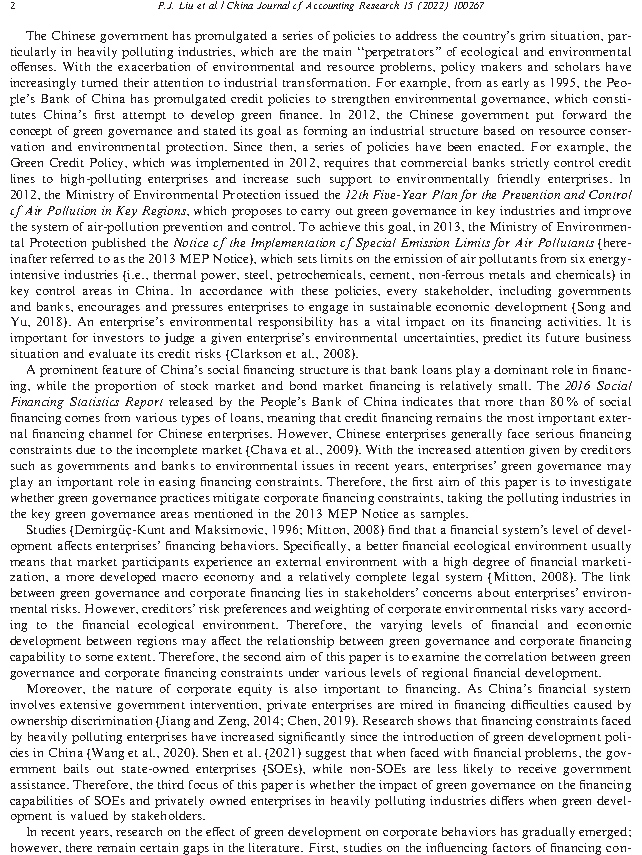 2 P.J. Liu et al / China Journal of Accounting Research 15 (2022) 100267
The Chinese government has promulgated a series of policies to address the country's grim situation, par-
ticularly in heavily polluting industries, which are the main "perpetrators" of ecological and environmental
offenses. With the exacerbation of environmental and resource problems, policy makers and scholars have
increasingly turned their attention to industrial transformation. For example, from as early as 1995, the Peo-
ple's Bank of China has promulgated credit policies to strengthen environmental governance, which consti-
tutes China's first attempt to develop green finance. In 2012, the Chinese government put forward the
concept of green governance and stated its goal as forming an industrial structure based on resource conser-
vation and environmental protection. Since then, a series of policies have been enacted. For example, the
Green Credit Policy, which was implemented in 2012, requires that commercial banks strictly control credit
lines to high-polluting enterprises and increase such support to environmentally friendly enterprises. In
2012, the Ministry of Environmental Protection issued the 12th Five-Year Plan for the Prevention and Control
of Air Pollution in Key Regions, which proposes to carry out green governance in key industries and improve
the system of air-pollution prevention and control. To achieve this goal, in 2013, the Ministry of Environmen-
tal Protection published the Notice of the Implementation of Special Emission Limits for Air Pollutants (here-
inafter referred to as the 2013 MEP Notice), which sets limits on the emission of air pollutants from six energy-
intensive industries (i.e., thermal power, steel, petrochemicals, cement, non-ferrous metals and chemicals) in
key control areas in China. In accordance with these policies, every stakeholder, including governments
and banks, encourages and pressures enterprises to engage in sustainable economic development (Song and
Yu, 2018). An enterprise's environmental responsibility has a vital impact on its financing activities. It is
important for investors to judge a given enterprise's environmental uncertainties, predict its future business
situation and evaluate its credit risks (Clarkson et al., 2008).
A prominent feature of China's social financing structure is that bank loans play a dominant role in financ-
ing, while the proportion of stock market and bond market financing is relatively small. The 2016 Social
Financing Statistics Report released by the People's Bank of China indicates that more than 80 % of social
financing comes from various types of loans, meaning that credit financing remains the most important exter-
nal financing channel for Chinese enterprises. However, Chinese enterprises generally face serious financing
constraints due to the incomplete market (Chava et al., 2009). With the increased attention given by creditors
such as governments and banks to environmental issues in recent years, enterprises' green governance may
play an important role in easing financing constraints. Therefore, the first aim of this paper is to investigate
whether green governance practices mitigate corporate financing constraints, taking the polluting industries in
the key green governance areas mentioned in the 2013 MEP Notice as samples.
Studies (Demirgüç-Kunt and Maksimovic, 1996; Mitton, 2008) find that a financial system's level of devel-
opment affects enterprises' financing behaviors. Specifically, a better financial ecological environment usually
means that market participants experience an external environment with a high degree of financial marketi-
zation, a more developed macro economy and a relatively complete legal system (Mitton, 2008). The link
between green governance and corporate financing lies in stakeholders' concerns about enterprises' environ-
mental risks. However, creditors' risk preferences and weighting of corporate environmental risks vary accord-
ing to the financial ecological environment. Therefore, the varying levels of financial and economic
development between regions may affect the relationship between green governance and corporate financing
capability to some extent. Therefore, the second aim of this paper is to examine the correlation between green
governance and corporate financing constraints under various levels of regional financial development.
Moreover, the nature of corporate equity is also important to financing. As China's financial system
involves extensive government intervention, private enterprises are mired in financing difficulties caused by
ownership discrimination (Jiang and Zeng, 2014; Chen, 2019). Research shows that financing constraints faced
by heavily polluting enterprises have increased significantly since the introduction of green development poli-
cies in China (Wang et al., 2020). Shen et al. (2021) suggest that when faced with financial problems, the gov-
ernment bails out state-owned enterprises (SOEs), while non-SOEs are less likely to receive government
assistance. Therefore, the third focus of this paper is whether the impact of green governance on the financing
capabilities of SOEs and privately owned enterprises in heavily polluting industries differs when green devel-
opment is valued by stakeholders.
In recent years, research on the effect of green development on corporate behaviors has gradually emerged;
however, there remain certain gaps in the literature. First, studies on the influencing factors of financing con-